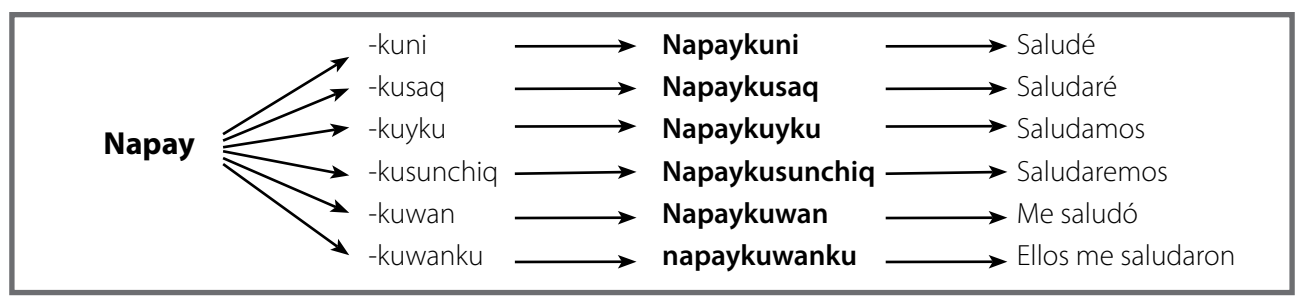 -kuni Napaykuni Saludé
-kusaq Napaykusaq Saludaré
-kuyku Napaykuyku Saludamos
Napay
-kusunchiq Napaykusunchiq Saludaremos
-kuwan Napaykuwan Me saludó
-kuwanku napaykuwanku Ellos me saludaron